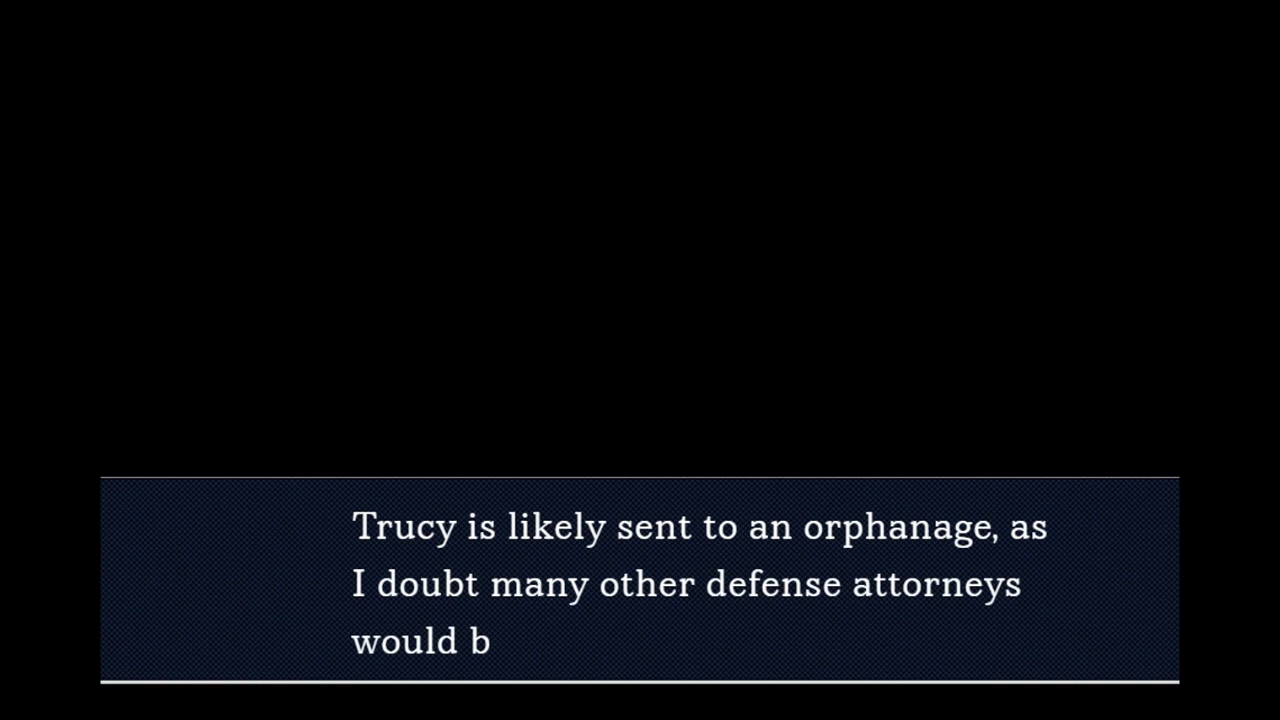 Trucy is likely sent to an orphanage, as
I doubt many other defense attorneys
would b